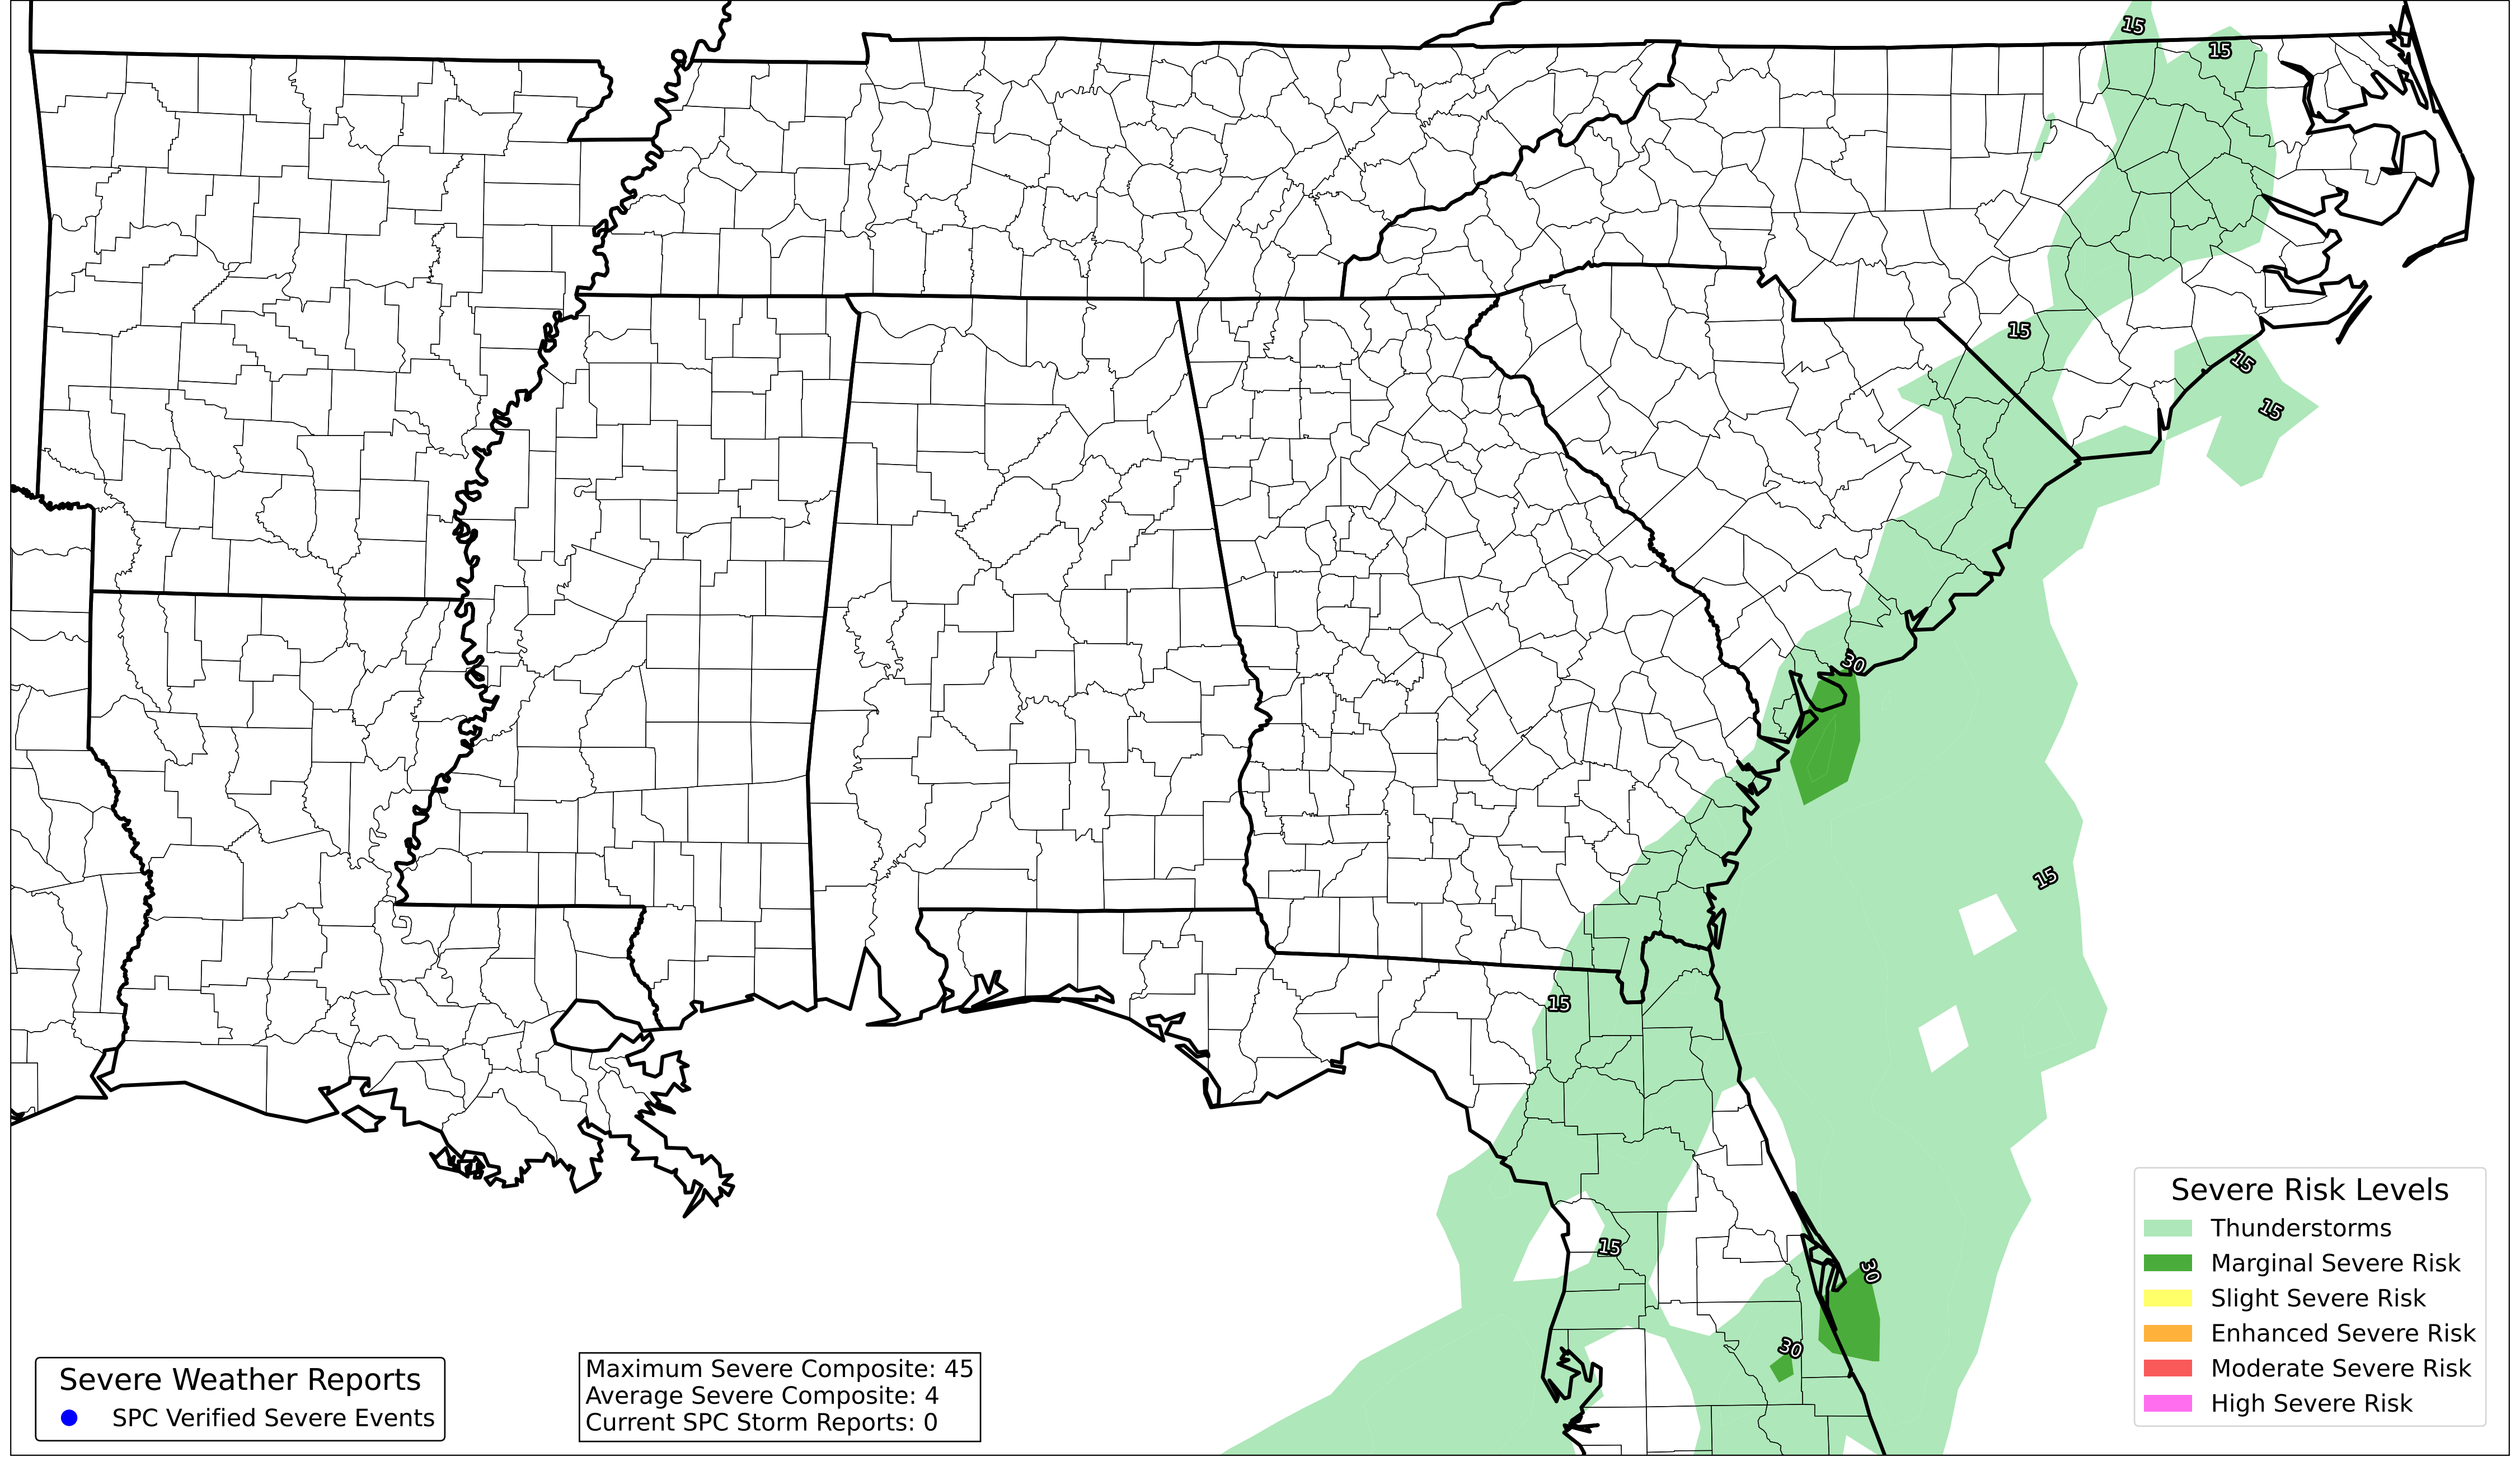 15
15
15
15
15
30
15
15
15
30
30
Severe Risk Levels
Thunderstorms
Marginal Severe Risk
Slight Severe Risk
Enhanced Severe Risk
Moderate Severe Risk
High Severe Risk
Severe Weather Reports
SPC Verified Severe Events
Maximum Severe Composite: 45
Average Severe Composite: 4
Current SPC Storm Reports: 0